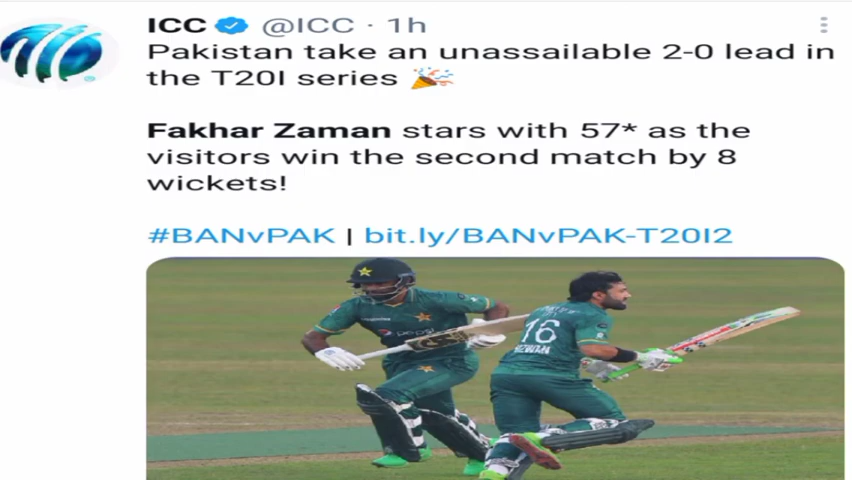 ICC @ICC · 1h
Pakistan take an unassailable 2-0 lead in
the T20I series 🎉
Fakhar Zaman stars with 57* as the
visitors win the second match by 8
wickets!
#BANvPAK | bit.ly/BANvPAK-T20I2
pepsi
16
RIZWAN